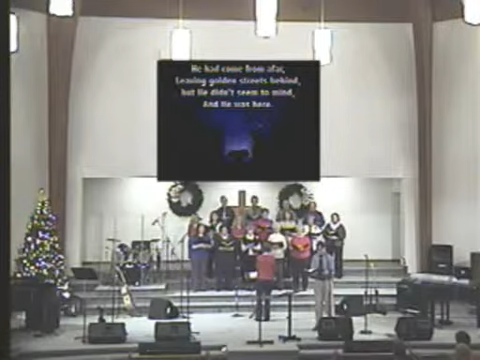 He had come from afar,
Leaving golden streets behind,
but He didn't seem to mind,
And He was here.